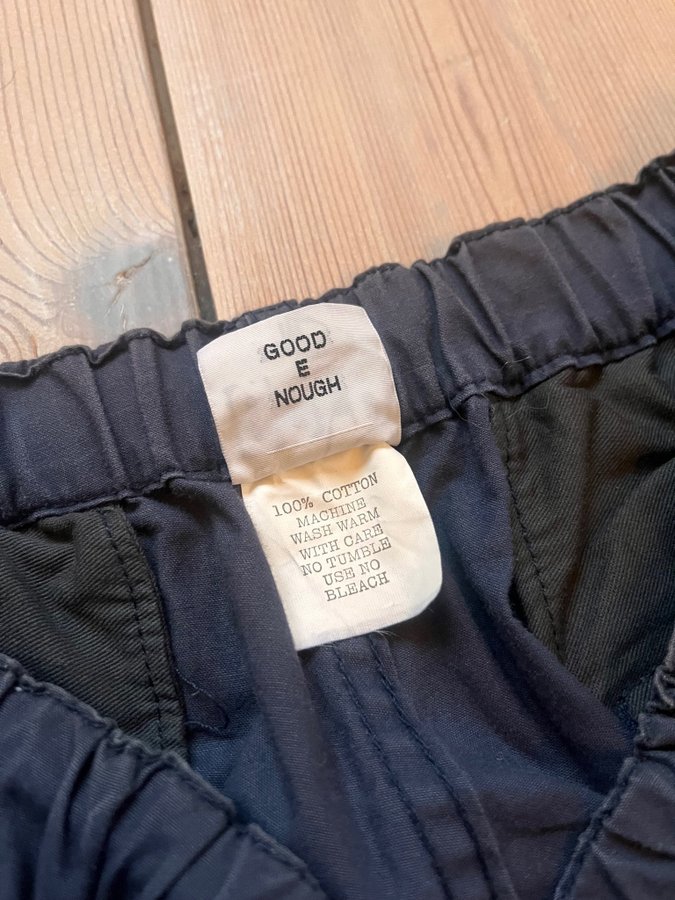 GOOD
E
NOUGH
100% COTTON
MACHINE
WASH WARM
WITH CARE
NO TUMBLE
USE NO
BLEACH